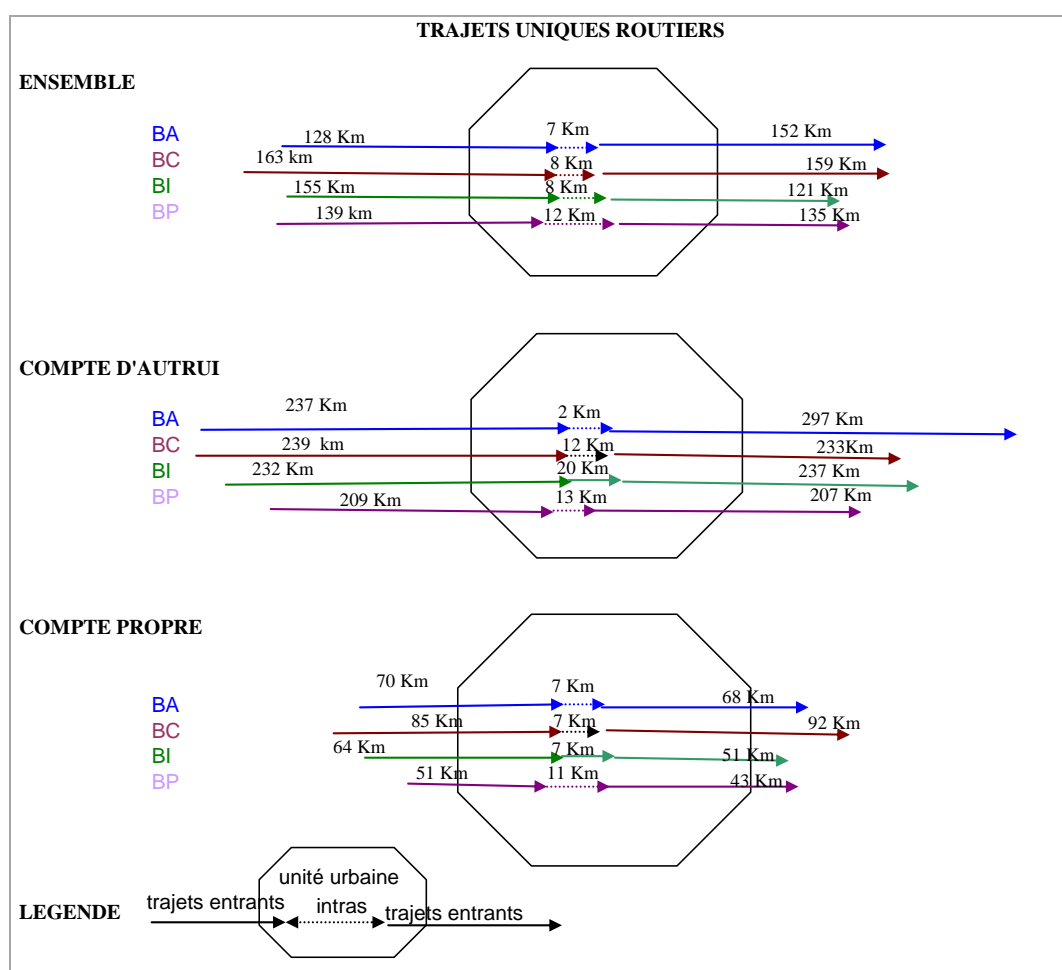 TRAJETS UNIQUES ROUTIERS
ENSEMBLE
BA 128 Km 7 Km 152 Km
BC 163 km 8 Km 159 Km
BI 155 Km 8 Km 121 Km
BP 139 km 12 Km 135 Km
COMPTE D'AUTRUI
BA 237 Km 2 Km 297 Km
BC 239 km 12 Km 233Km
BI 232 Km 20 Km 237 Km
BP 209 Km 13 Km 207 Km
COMPTE PROPRE
BA 70 Km 7 Km 68 Km
BC 85 Km 7 Km 92 Km
BI 64 Km 7 Km 51 Km
BP 51 Km 11 Km 43 Km
unité urbaine
LEGENDE trajets entrants intras trajets entrants